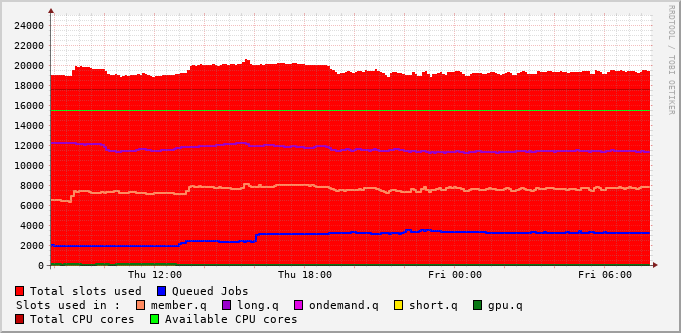 24000
22000
20000
18000
16000
14000
12000
10000
8000
6000
4000
2000
0
Thu 12:00 Thu 18:00 Fri 00:00 Fri 06:00
RRDTOOL / TOBI OETIKER
Total slots used Queued Jobs
Slots used in : member.q long.q ondemand.q short.q gpu.q
Total CPU cores Available CPU cores